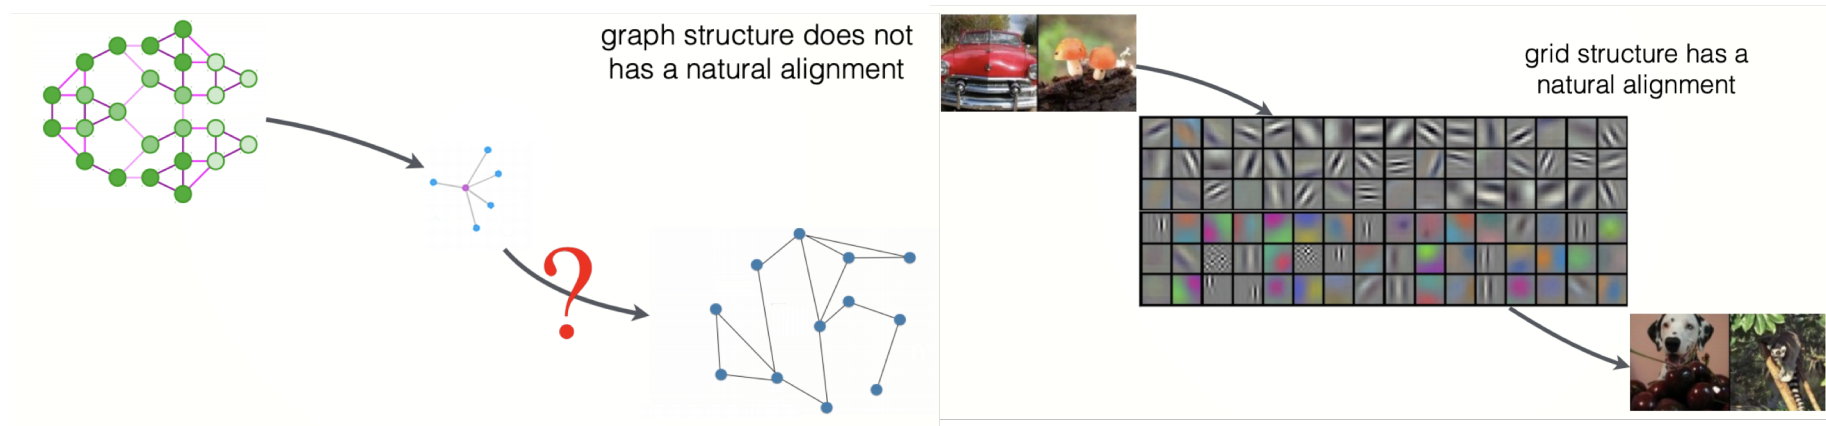 graph structure does not
has a natural alignment
?
grid structure has a
natural alignment